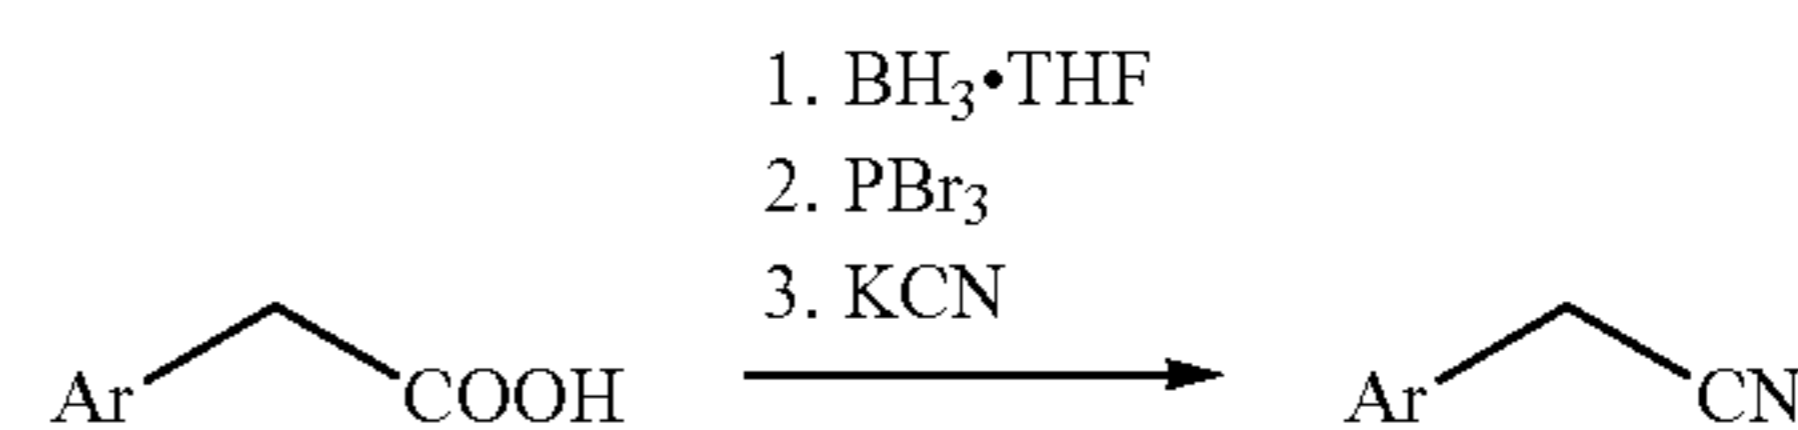 1. BH₃•THF
2. PBr₃
3. KCN
Ar COOH Ar CN